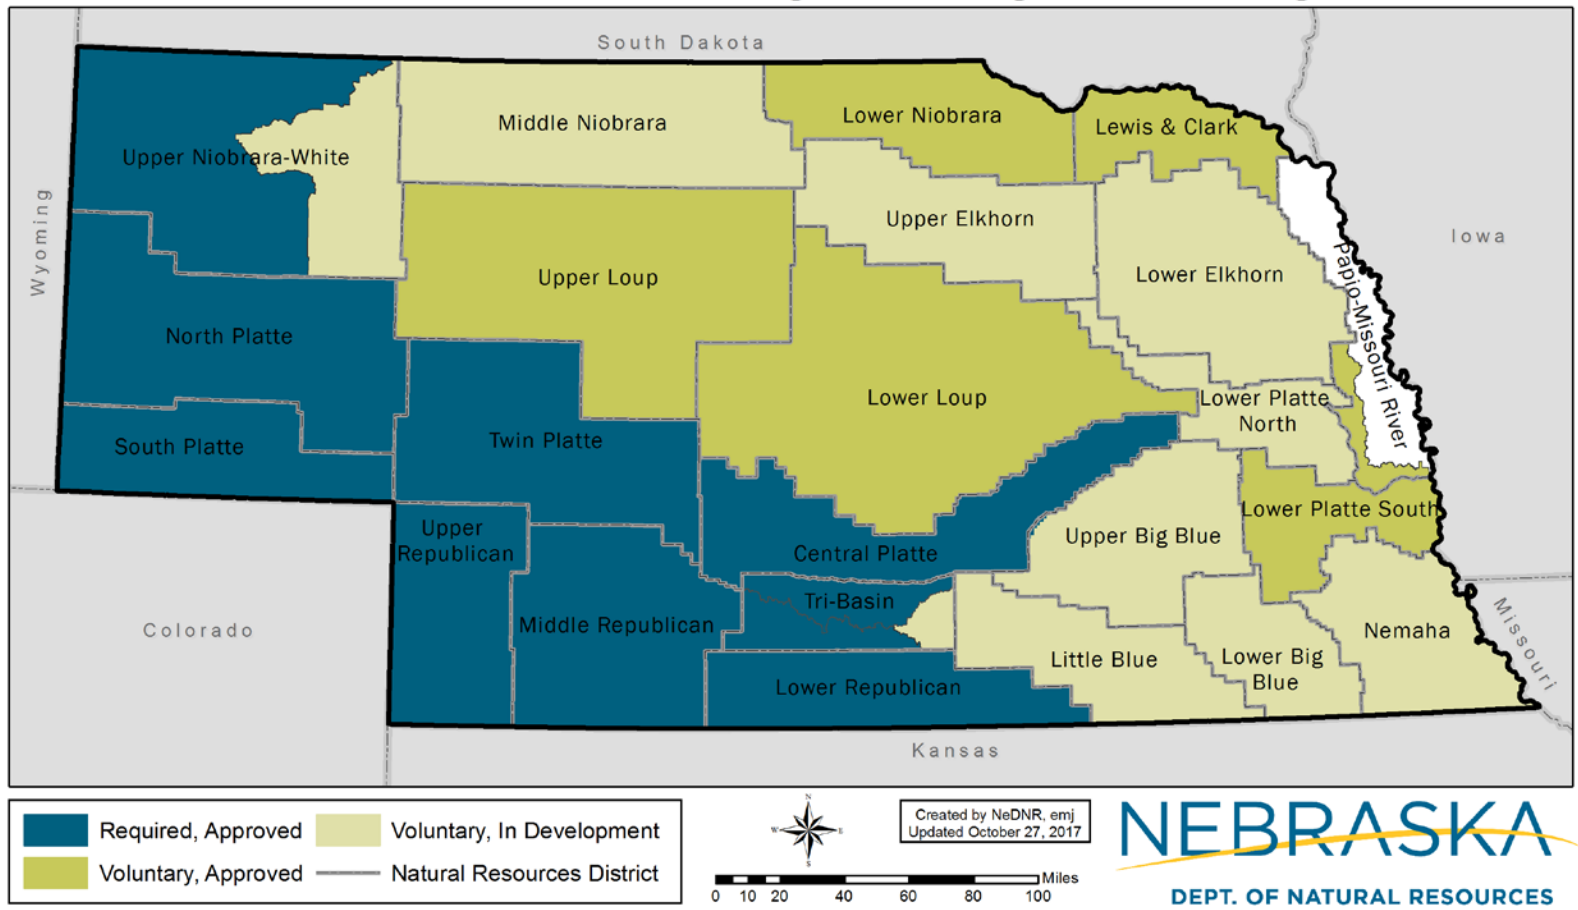 South Dakota
Middle Niobrara
Lower Niobrara
Lewis & Clark
Upper Niobrara-White
Wyoming
Upper Elkhorn
Iowa
Upper Loup
Lower Elkhorn
North Platte
Papio-Missouri River
Lower Loup
Lower Platte
North
South Platte
Twin Platte
Lower Platte South
Upper
Republican
Central Platte
Upper Big Blue
Tri-Basin
Middle Republican
Colorado
Nemaha
Missouri
Little Blue
Lower Big
Blue
Lower Republican
Kansas
Required, Approved
Voluntary, In Development
Voluntary, Approved
Natural Resources District
N
W
E
S
Created by NeDNR, emj
Updated October 27, 2017
Miles
0 10 20 40 60 80 100
NEBRASKA
DEPT. OF NATURAL RESOURCES